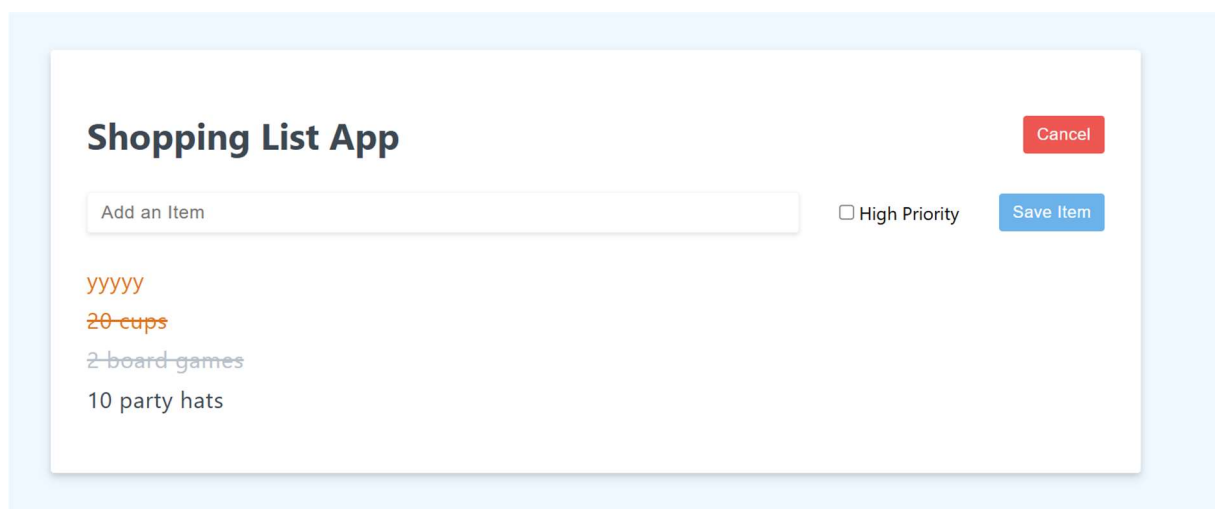 Shopping List App
Cancel
Add an Item
High Priority
Save Item
yyyyy
20 cups
2 board games
10 party hats